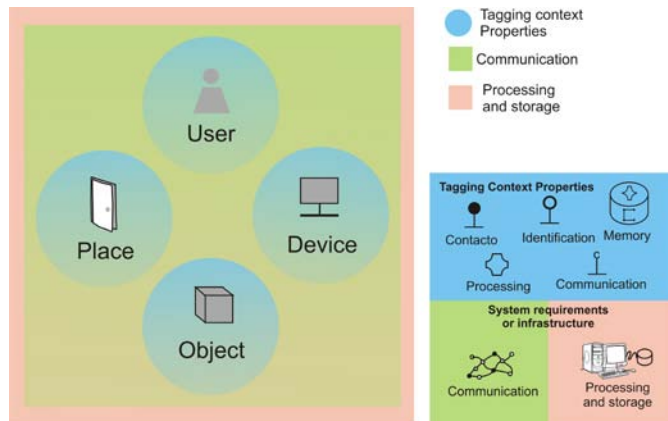 User
Place
Device
Object
Tagging context
Properties
Communication
Processing
and storage
Tagging Context Properties
Contacto
Identification
Memory
Processing
C
Communication
System requirements
or infrastructure
Communication
Processing
and storage